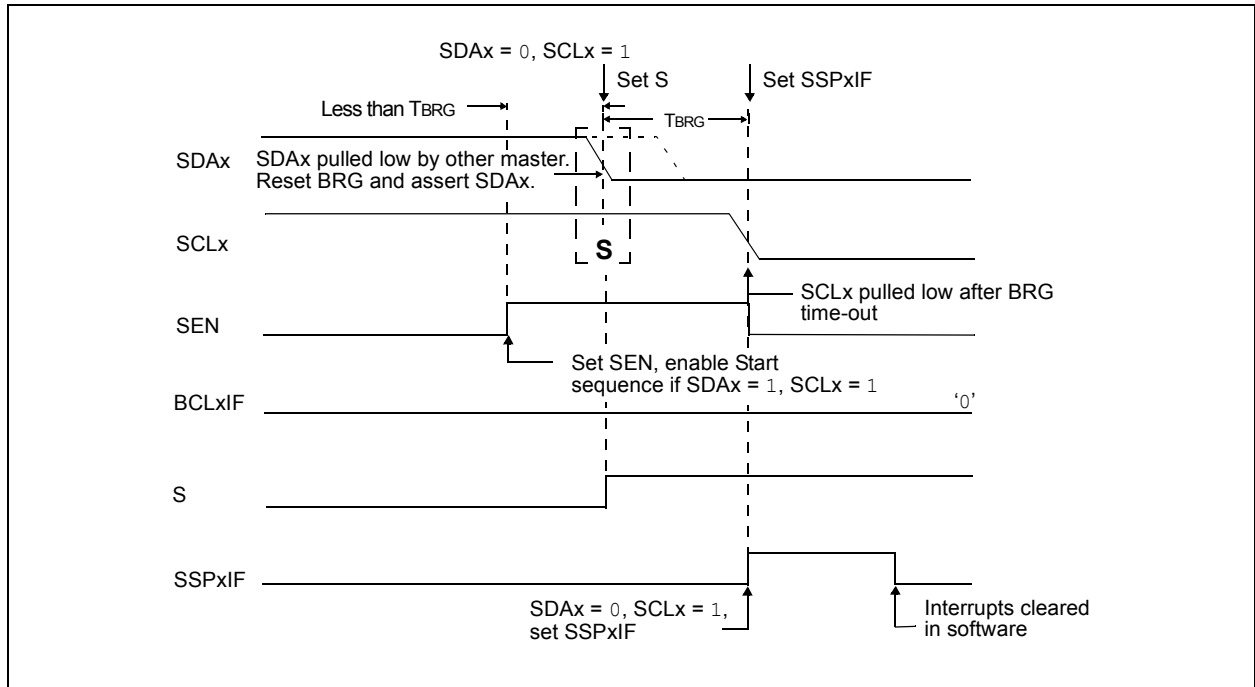 SDAx = 0, SCLx = 1
Set S
Set SSPxIF
Less than TBRG
TBRG
SDAx
SDAx pulled low by other master.
Reset BRG and assert SDAx.
SCLx
S
SCLx pulled low after BRG
time-out
SEN
Set SEN, enable Start
sequence if SDAx = 1, SCLx = 1
BCLxIF
‘0’
S
SSPxIF
SDAx = 0, SCLx = 1,
set SSPxIF
Interrupts cleared
in software